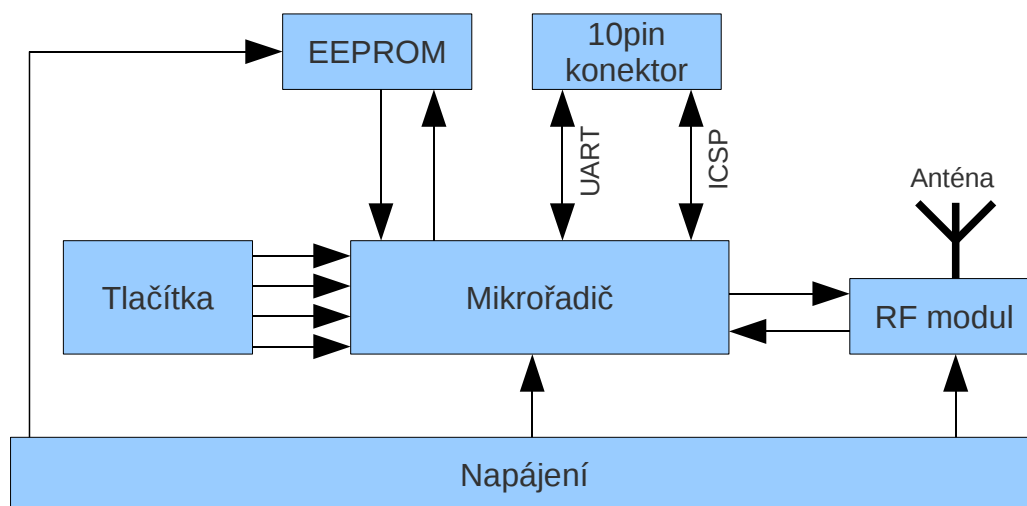 EEPROM
10pin
konektor
UART
ICSP
Anténa
Tlačítka
Mikrořadič
RF modul
Napájení